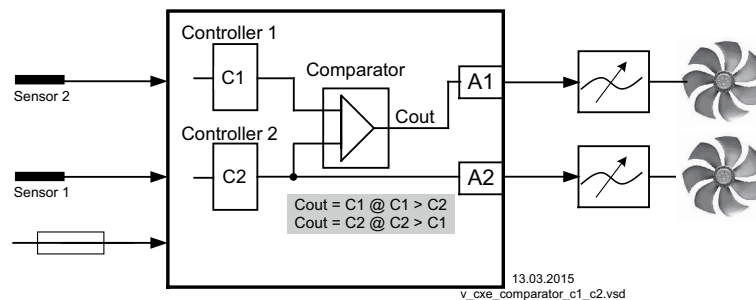 Controller 1
C1
Comparator
A1
Sensor 2
Cout
Controller 2
C2
A2
Sensor 1
Cout = C1 @ C1 > C2
Cout = C2 @ C2 > C1
13.03.2015
v_cxe_comparator_c1_c2.vsd